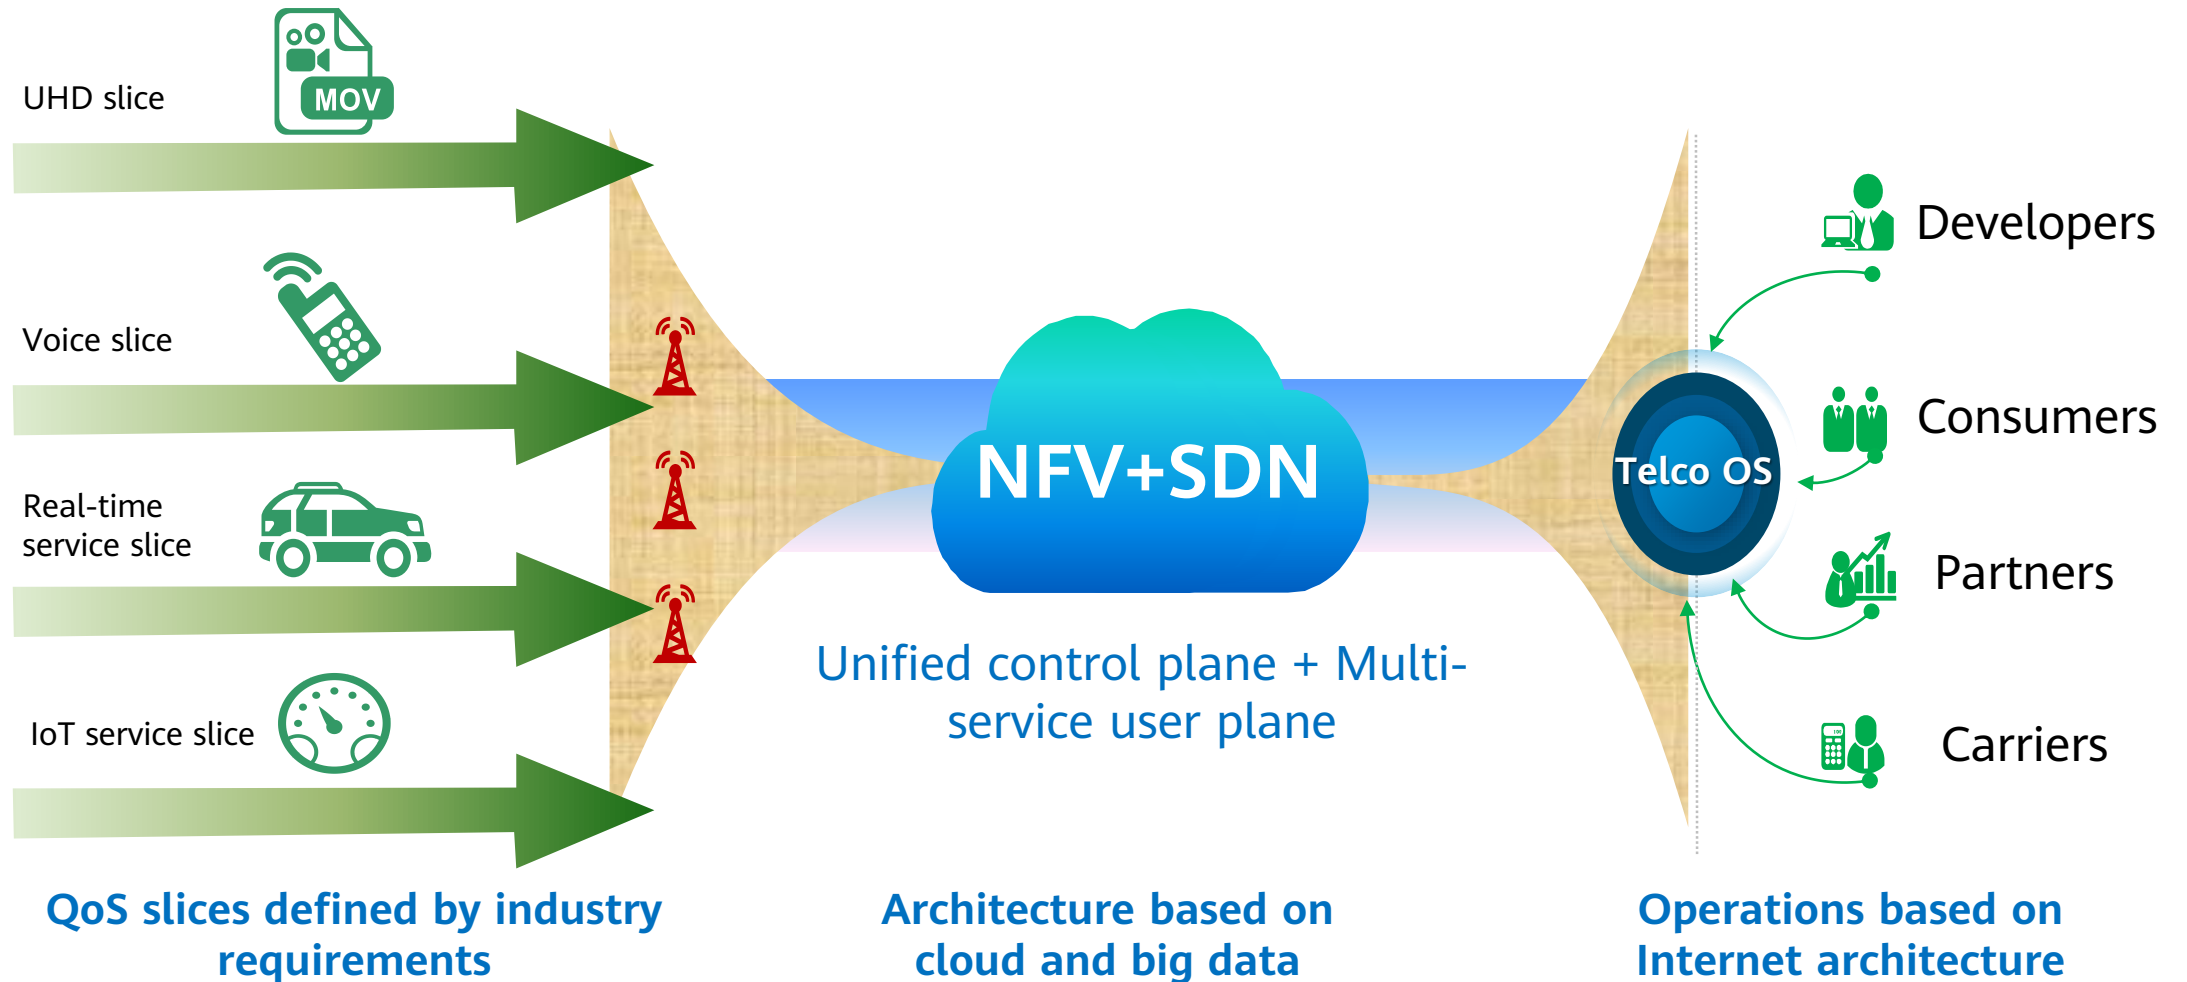 UHD slice
MOV
Voice slice
Real-time
service slice
IoT service slice
QoS slices defined by industry
requirements
NFV+SDN
Unified control plane + Multi-
service user plane
Architecture based on
cloud and big data
Telco OS
Developers
Consumers
Partners
Carriers
Operations based on
Internet architecture